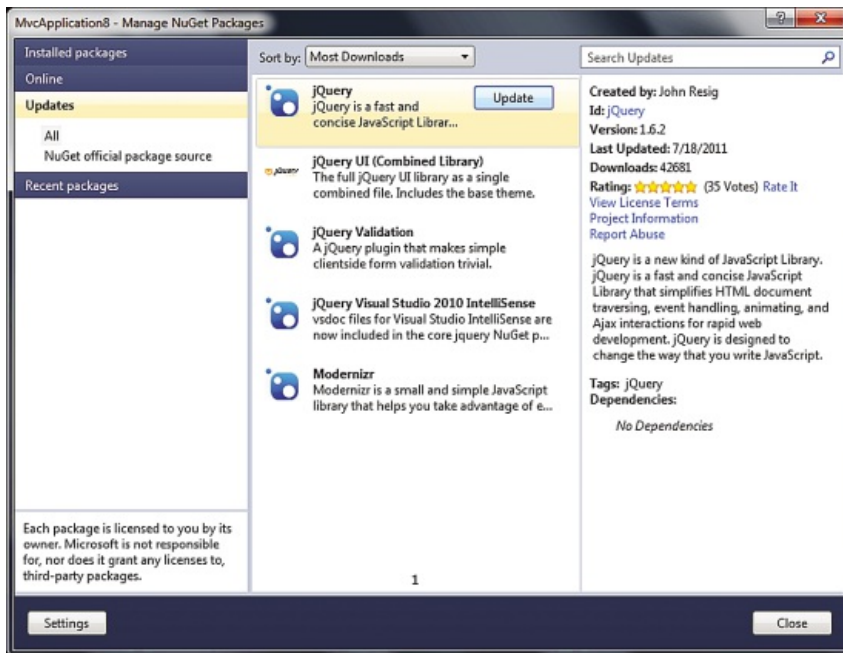 MvcApplication8 - Manage NuGet Packages
Installed packages
Online
Updates
All
NuGet official package source
Recent packages
Each package is licensed to you by its
owner. Microsoft is not responsible
for, nor does it grant any licenses to,
third-party packages.
Settings
Sort by: Most Downloads
jQuery
jQuery is a fast and
concise JavaScript Librar...
Update
jQuery UI (Combined Library)
The full jQuery UI library as a single
combined file. Includes the base theme.
jQuery
jQuery Validation
A jQuery plugin that makes simple
clientside form validation trivial.
jQuery Visual Studio 2010 IntelliSense
vsdoc files for Visual Studio IntelliSense are
now included in the core jquery NuGet p...
Modernizr
Modernizr is a small and simple JavaScript
library that helps you take advantage of e...
1
Search Updates
Created by: John Resig
Id: jQuery
Version: 1.6.2
Last Updated: 7/18/2011
Downloads: 42681
Rating: (35 Votes) Rate It
View License Terms
Project Information
Report Abuse
jQuery is a new kind of JavaScript Library.
jQuery is a fast and concise JavaScript
Library that simplifies HTML document
traversing, event handling, animating, and
Ajax interactions for rapid web
development. jQuery is designed to
change the way that you write JavaScript.
Tags: jQuery
Dependencies:
No Dependencies
Close